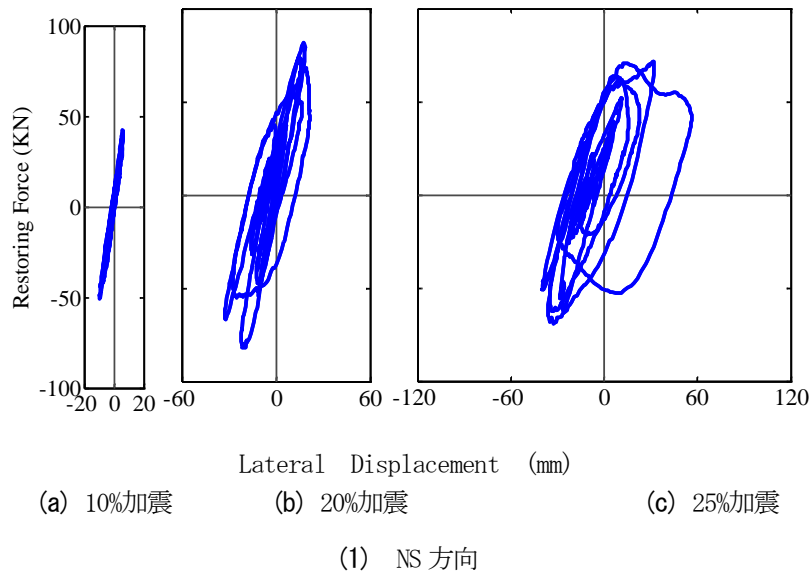 Restoring Force (KN)
100
50
0
-50
-100
-20 0 20
-60 0 60
-120 -60 0 60 120
Lateral Displacement (mm)
(a) 10%加震 (b) 20%加震 (c) 25%加震
(1) NS 方向